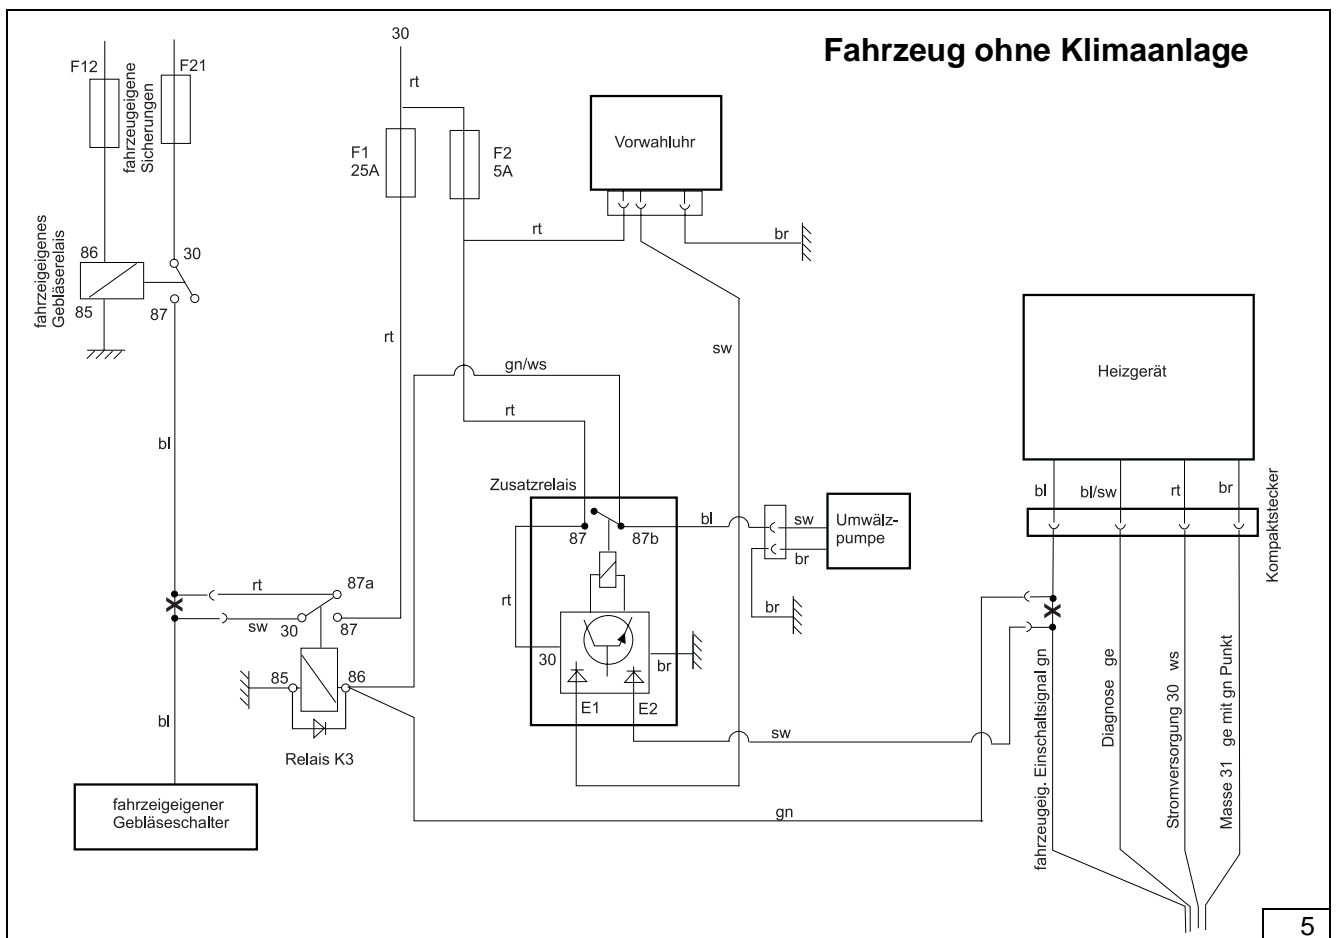 Fahrzeug ohne Klimaanlage
F12
F21
fahrzeugeigene
Sicherungen
30
rt
F1
25A
F2
5A
Vorwahluhr
rt
br
fahrzeigeigenes
Gebläserelais
86
30
85
87
rt
sw
gn/ws
rt
Heizgerät
bl
Zusatzrelais
bl
bl/sw
rt
br
Kompaktstecker
87
87b
bl
sw
br
Umwälz-
pumpe
br
rt
87a
sw
30
87
rt
30
br
85
86
E1
E2
sw
bl
Relais K3
gn
fahrzeigeigener
Gebläseschalter
fahrzeugeig. Einschaltsignal gn
Diagnose ge
Stromversorgung 30 ws
Masse 31 ge mit gn Punkt
5